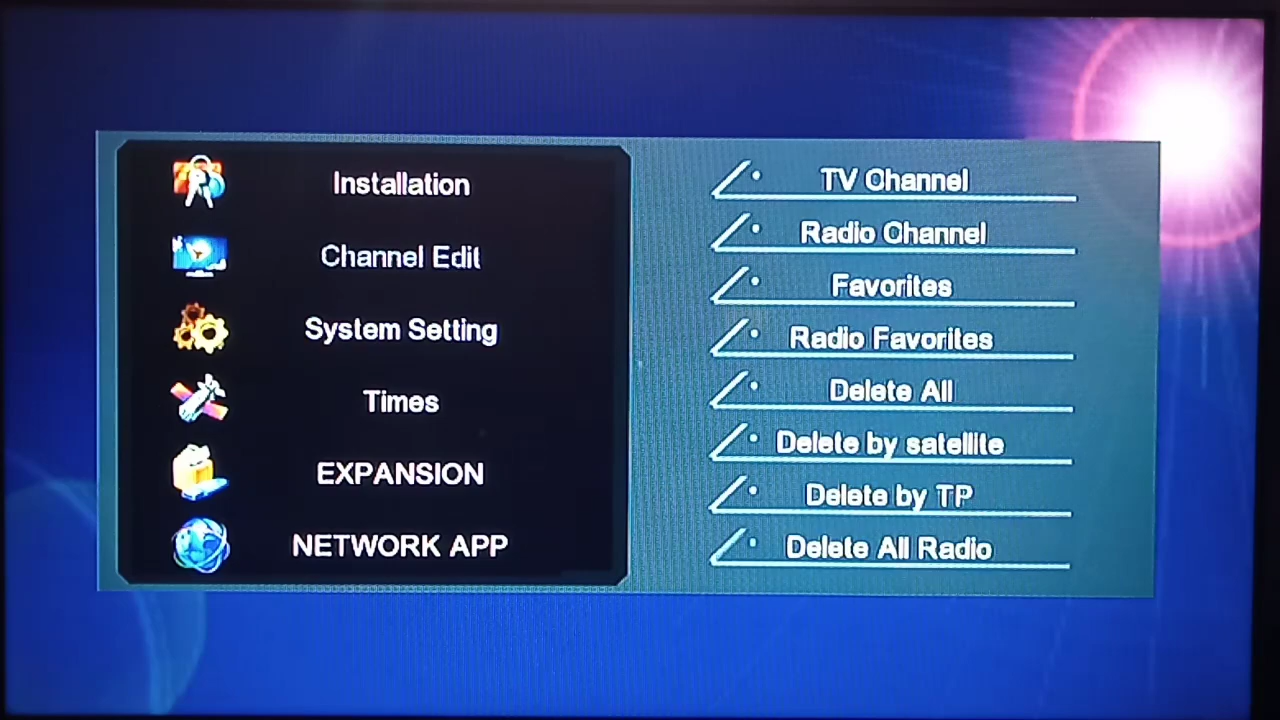 Installation
Channel Edit
System Setting
Times
EXPANSION
NETWORK APP
TV Channel
Radio Channel
Favorites
Radio Favorites
Delete All
Delete by satellite
Delete by TP
Delete All Radio